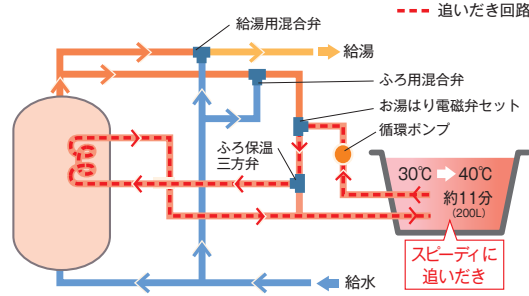 追いだき回路
給湯用混合弁
給湯
ふろ用混合弁
お湯はり電磁弁セット
循環ポンプ
ふろ保温
三方弁
30℃ 40℃
約11分
(200L)
スピーディに
追いだき
給水